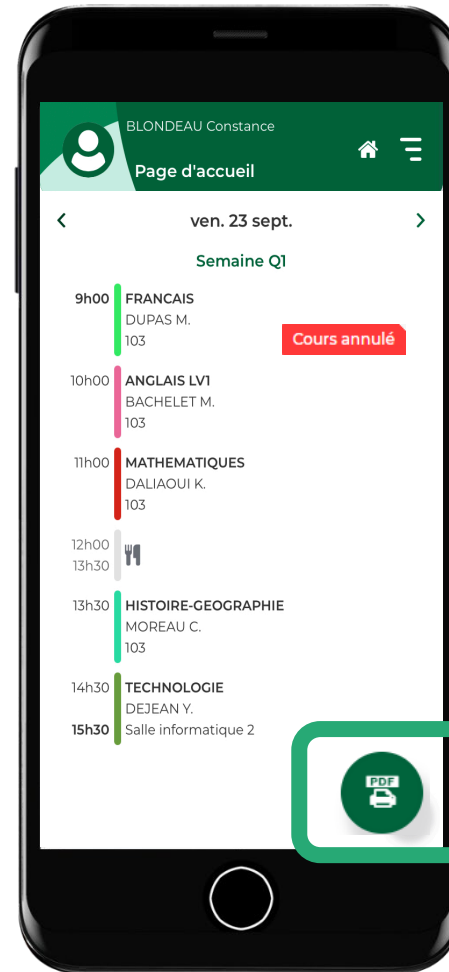 BLONDEAU Constance
Page d'accueil
ven. 23 sept.
Semaine Q1
9h00 FRANCAIS
DUPAS M.
103
Cours annulé
10h00 ANGLAIS LV1
BACHELET M.
103
11h00 MATHEMATIQUES
DALIAOUI K.
103
12h00
13h30
13h30 HISTOIRE-GEOGRAPHIE
MOREAU C.
103
14h30 TECHNOLOGIE
DEJEAN Y.
15h30 Salle informatique 2
PDF